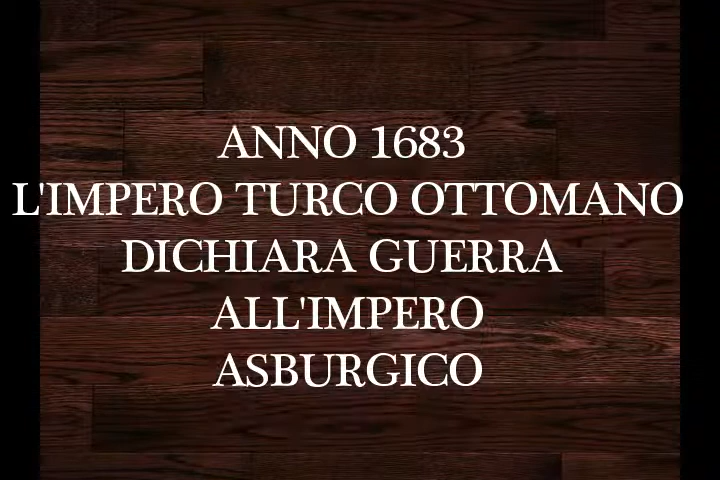 ANNO 1683
L'IMPERO TURCO OTTOMANO
DICHIARA GUERRA
ALL'IMPERO
ASBURGICO